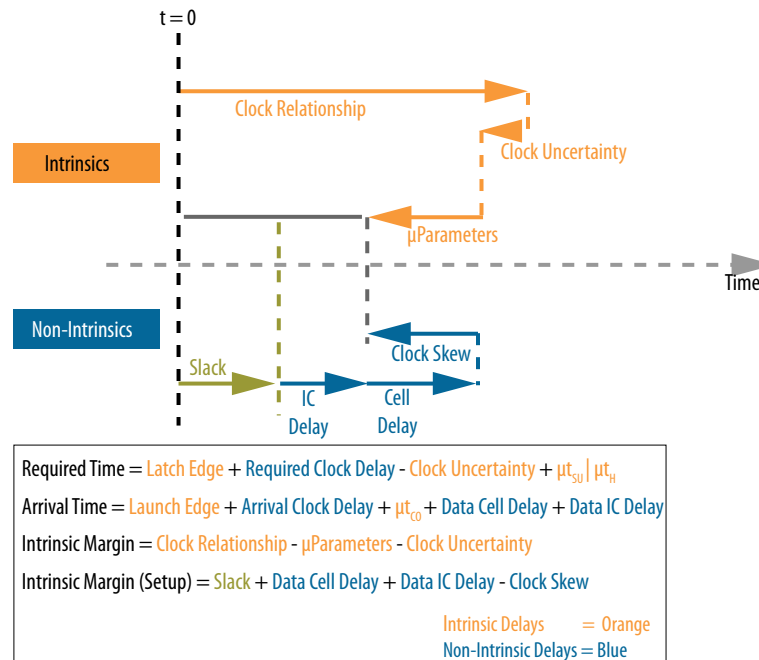 t = 0
Clock Relationship
Clock Uncertainty
Intrinsics
µParameters
Time
Non-Intrinsics
Clock Skew
Slack
IC
Delay
Cell
Delay
Required Time = Latch Edge + Required Clock Delay - Clock Uncertainty + µt_SU | µt_H
Arrival Time = Launch Edge + Arrival Clock Delay + µt_CO + Data Cell Delay + Data IC Delay
Intrinsic Margin = Clock Relationship - µParameters - Clock Uncertainty
Intrinsic Margin (Setup) = Slack + Data Cell Delay + Data IC Delay - Clock Skew
Intrinsic Delays = Orange
Non-Intrinsic Delays = Blue